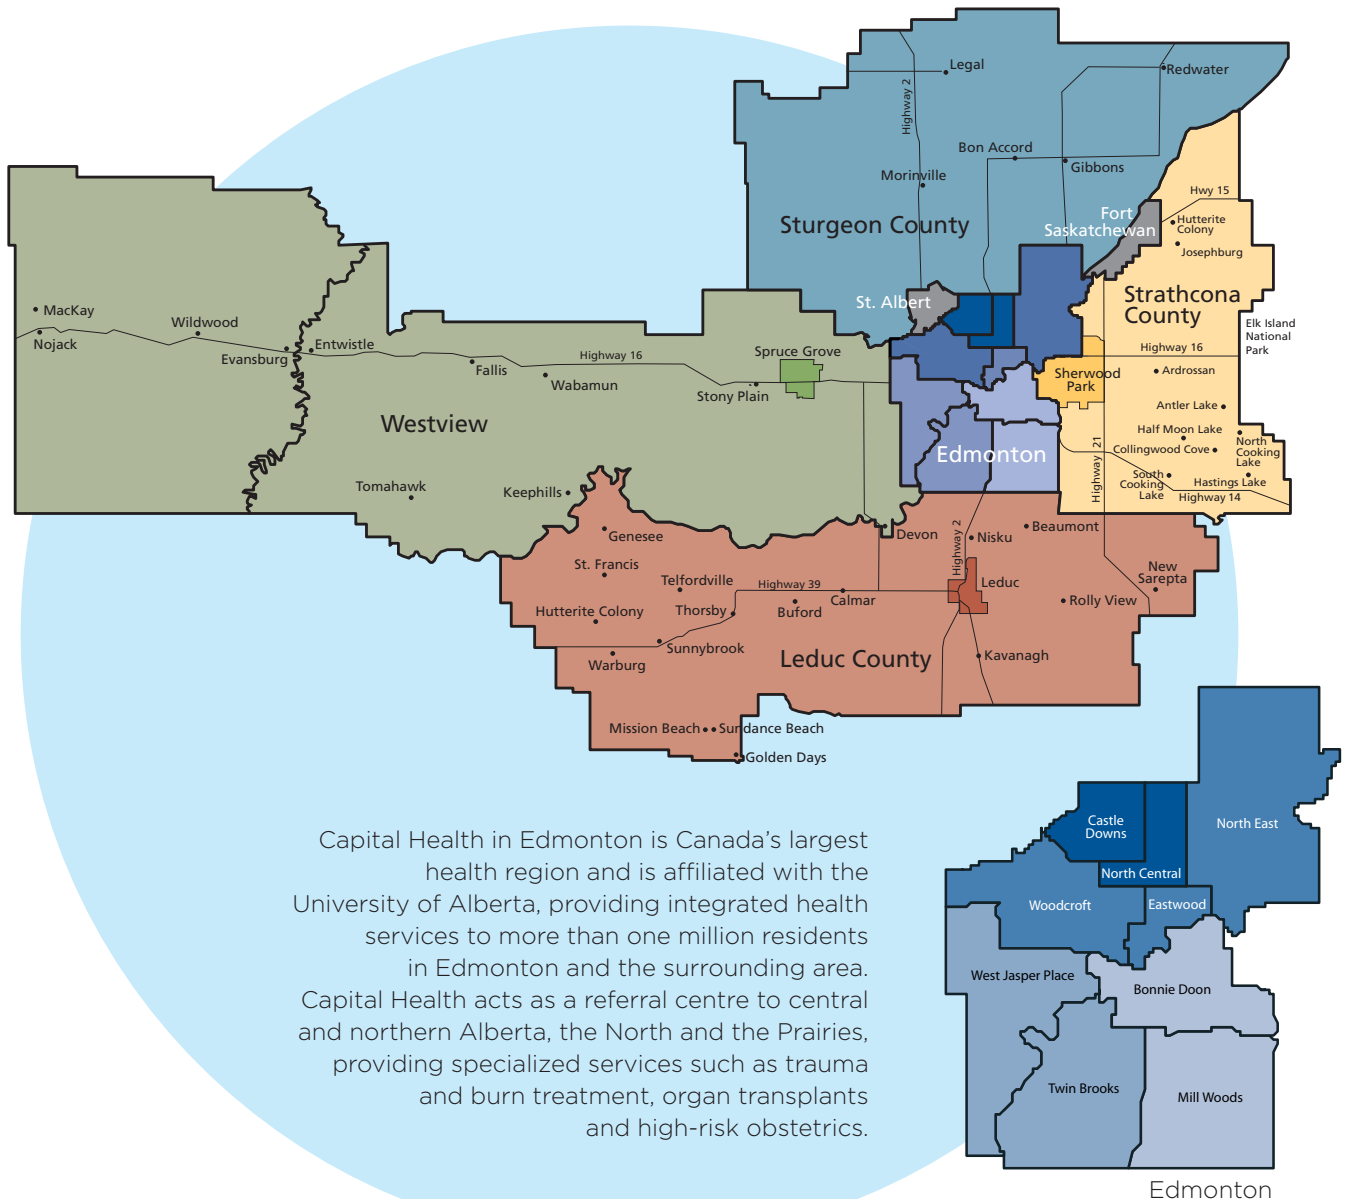 Legal
Redwater
Highway 2
Bon Accord
Gibbons
Morinville
Hwy 15
Sturgeon County
Fort
Saskatchewan
Hutterite
Colony
Josephburg
St. Albert
Strathcona
County
MacKay
Nojack
Wildwood
Evansburg
Entwistle
Highway 16
Fallis
Wabamun
Spruce Grove
Stony Plain
Elk Island
National
Park
Highway 16
Sherwood
Park
Ardrossan
Antler Lake
Westview
Half Moon Lake
Collingwood Cove
North
Cooking
Lake
Edmonton
Highway 21
South
Cooking
Lake
Hastings Lake
Highway 14
Tomahawk
Keephills
Genesee
Devon
Highway 2
Nisku
Beaumont
St. Francis
Telfordville
Highway 39
Leduc
New
Sarepta
Hutterite Colony
Thorsby
Buford
Calmar
Rolly View
Sunnybrook
Warburg
Leduc County
Kavanagh
Mission Beach
Sundance Beach
Golden Days
Capital Health in Edmonton is Canada’s largest
health region and is affiliated with the
University of Alberta, providing integrated health
services to more than one million residents
in Edmonton and the surrounding area.
Capital Health acts as a referral centre to central
and northern Alberta, the North and the Prairies,
providing specialized services such as trauma
and burn treatment, organ transplants
and high-risk obstetrics.
Castle
Downs
North East
North Central
Woodcroft
Eastwood
West Jasper Place
Bonnie Doon
Twin Brooks
Mill Woods
Edmonton